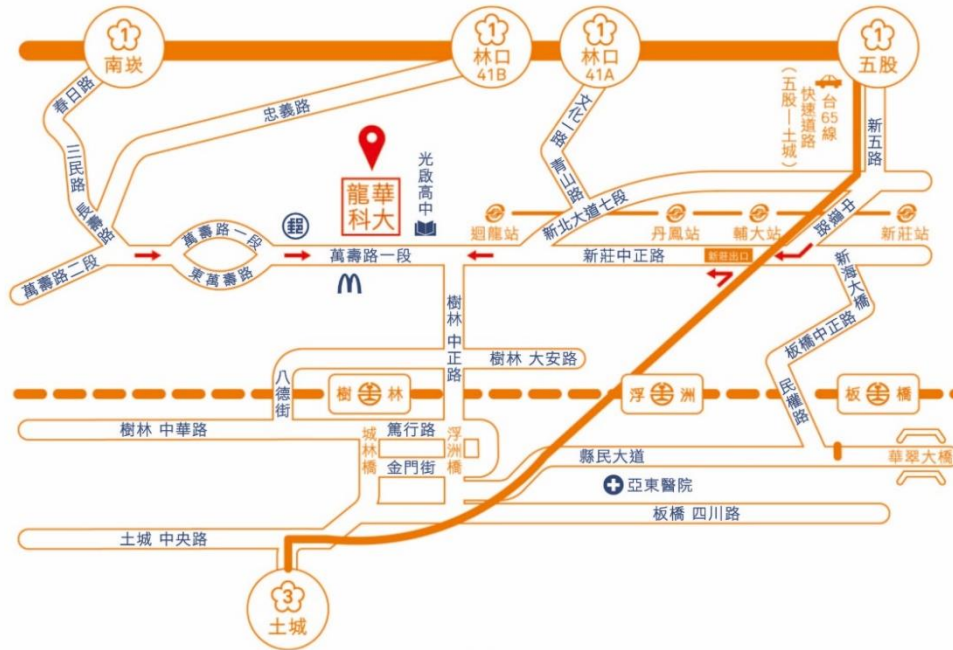 1
南崁
1
林口
41B
1
林口
41A
1
五股
春日路
忠義路
文化一路
台65線
快速道路
(五股—土城)
新五路
三民路
光啟高中
青山路
龍華
科大
長壽路
郵
萬壽路一段
新北大道七段
迴龍站
丹鳳站
輔大站
中環路
新莊站
萬壽路一段
新莊中正路
新莊出口
萬壽路二段
東萬壽路
新海大橋
樹林 中正路
板橋中正路
樹林 大安路
八德街
樹 林
浮 洲
板 橋
民權路
樹林 中華路
篤行路
城林橋
浮洲橋
金門街
縣民大道
華翠大橋
亞東醫院
板橋 四川路
土城 中央路
3
土城